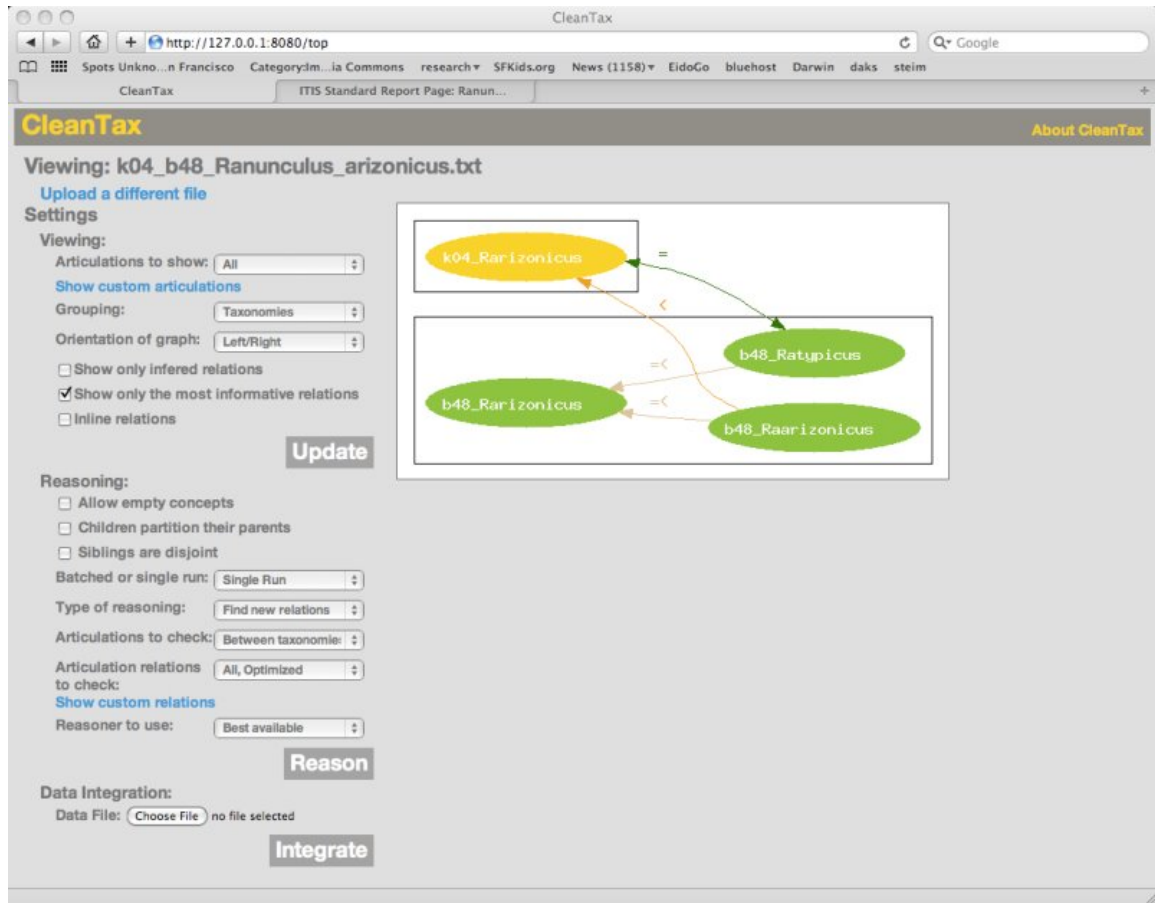 CleanTax
http://127.0.0.1:8080/top
Google
Spots Unkno...n Francisco Category:Im...ia Commons research SFKids.org News (1158) EidoGo bluehost Darwin daks steim
CleanTax ITIS Standard Report Page: Ranun...
CleanTax About CleanTax
Viewing: k04_b48_Ranunculus_arizonicus.txt
Upload a different file
Settings
Viewing:
Articulations to show: All
Show custom articulations
Grouping: Taxonomies
Orientation of graph: Left/Right
Show only infered relations
Show only the most informative relations
Inline relations
Update
Reasoning:
Allow empty concepts
Children partition their parents
Siblings are disjoint
Batched or single run: Single Run
Type of reasoning: Find new relations
Articulations to check: Between taxonomie
Articulation relations
to check: All, Optimized
Show custom relations
Reasoner to use: Best available
Reason
Data Integration:
Data File: Choose File no file selected
Integrate
k04_Rarizonicus
=
<
b48_Ratypicus
=<
b48_Rarizonicus
=<
b48_Raarizonicus